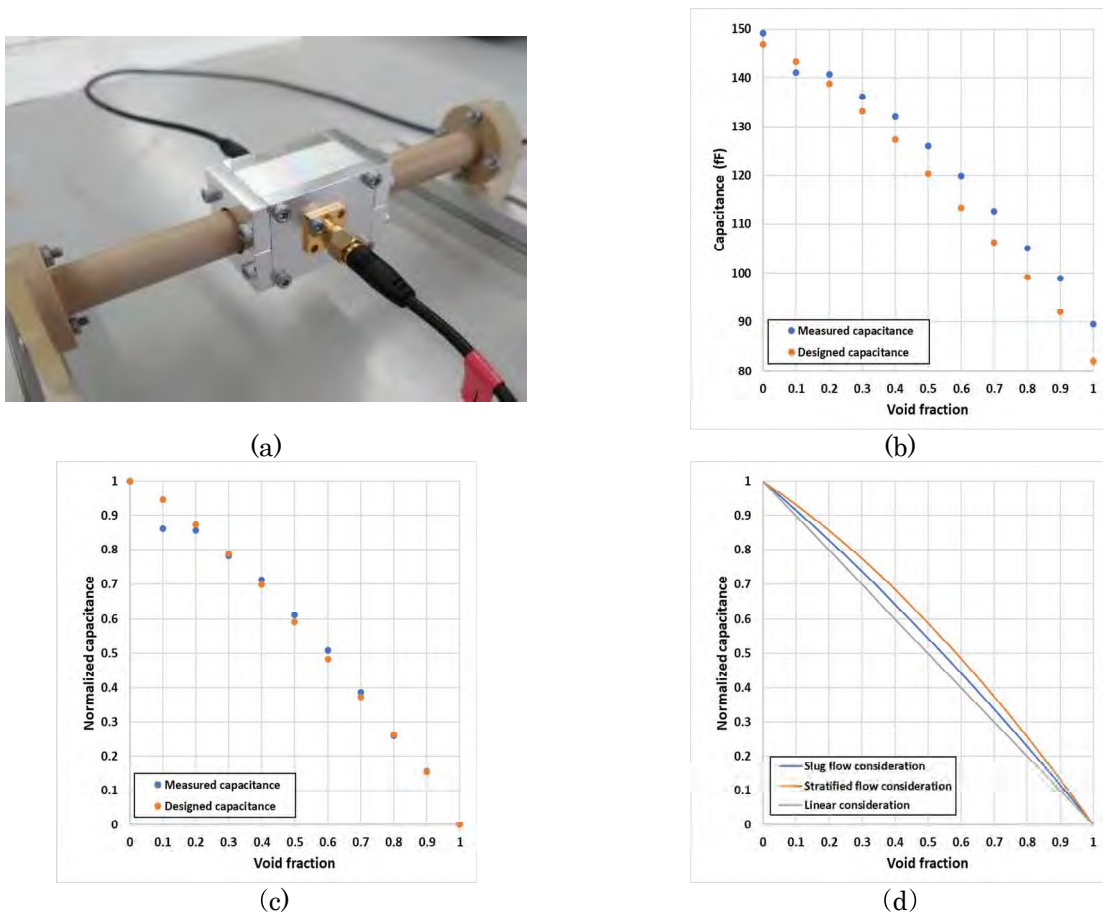 150
140
130
120
110
100
90
80
Capacitance (fF)
Measured capacitance
Designed capacitance
0 0.1 0.2 0.3 0.4 0.5 0.6 0.7 0.8 0.9 1
Void fraction
(a)
(b)
1
0.9
0.8
0.7
0.6
0.5
0.4
0.3
0.2
0.1
0
Normalized capacitance
Measured capacitance
Designed capacitance
0 0.1 0.2 0.3 0.4 0.5 0.6 0.7 0.8 0.9 1
Void fraction
(c)
1
0.9
0.8
0.7
0.6
0.5
0.4
0.3
0.2
0.1
0
Normalized capacitance
Slug flow consideration
Stratified flow consideration
Linear consideration
0 0.1 0.2 0.3 0.4 0.5 0.6 0.7 0.8 0.9 1
Void fraction
(d)